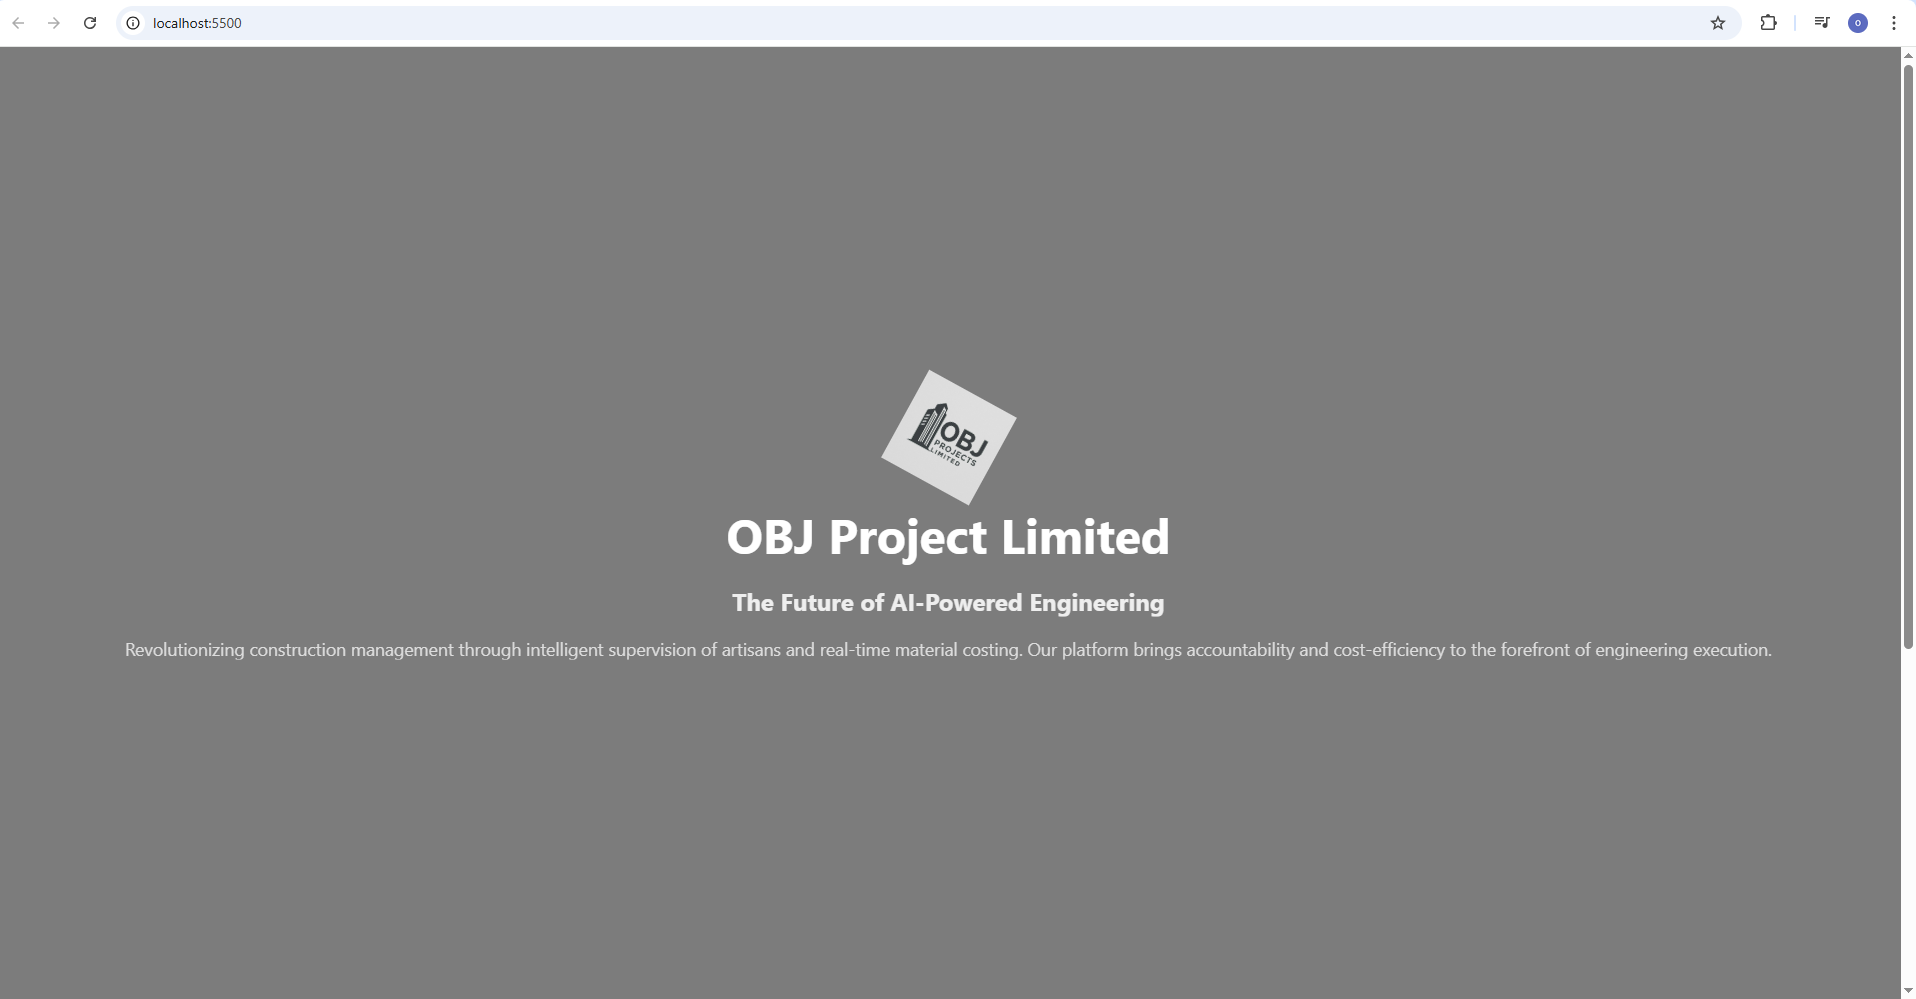 localhost:5500
O
OBJ
PROJECTS
LIMITED
OBJ Project Limited
The Future of AI-Powered Engineering
Revolutionizing construction management through intelligent supervision of artisans and real-time material costing. Our platform brings accountability and cost-efficiency to the forefront of engineering execution.